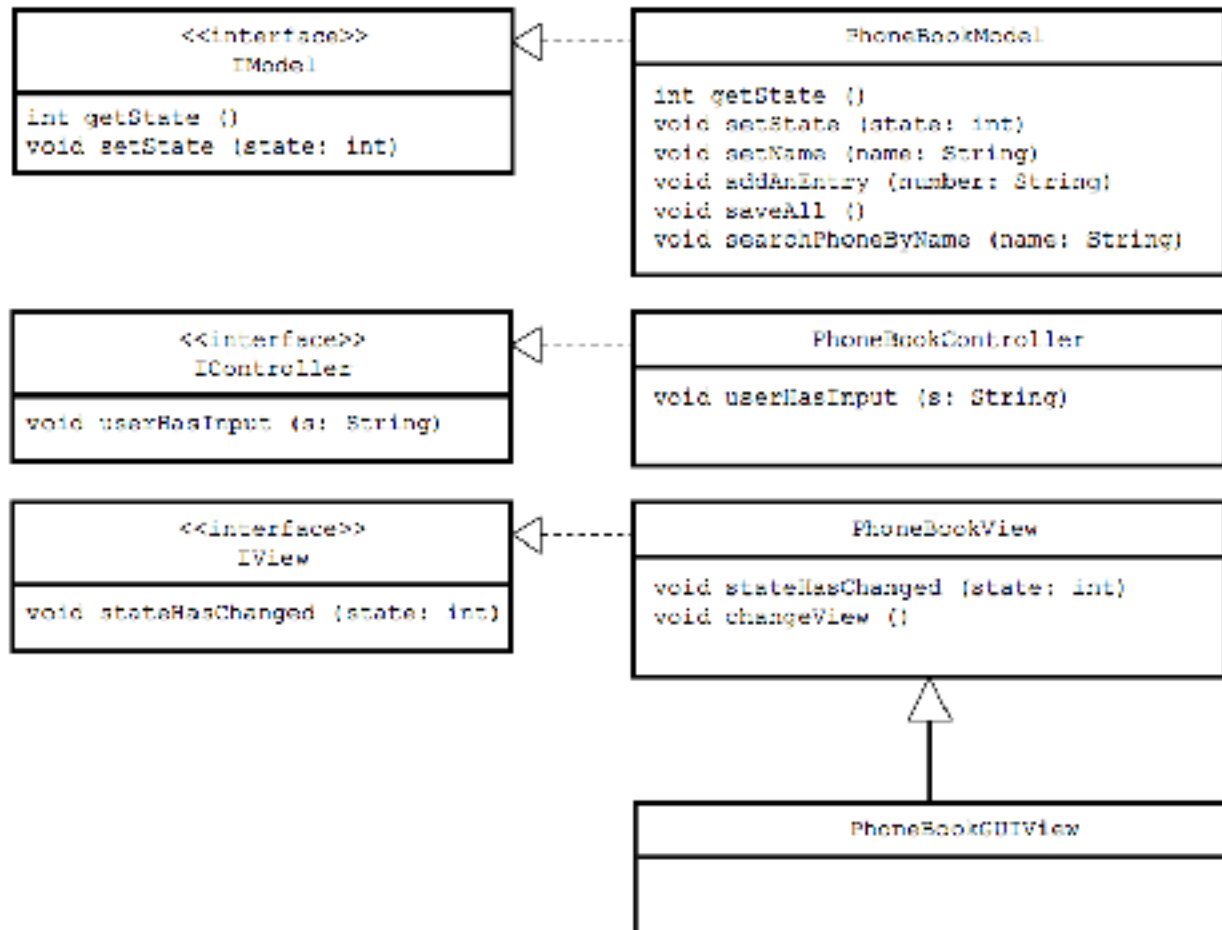 <<interface>>
IModel
int getState ()
void setState (state: int)
PhoneBookModel
int getState ()
void setState (state: int)
void setName (name: String)
void addAnEntry (number: String)
void saveAll ()
void searchPhoneByName (name: String)
<<interface>>
IController
void userHasInput (s: String)
PhoneBookController
void userHasInput (s: String)
<<interface>>
IView
void stateHasChanged (state: int)
PhoneBookView
void stateHasChanged (state: int)
void changeView ()
PhoneBookGUIView